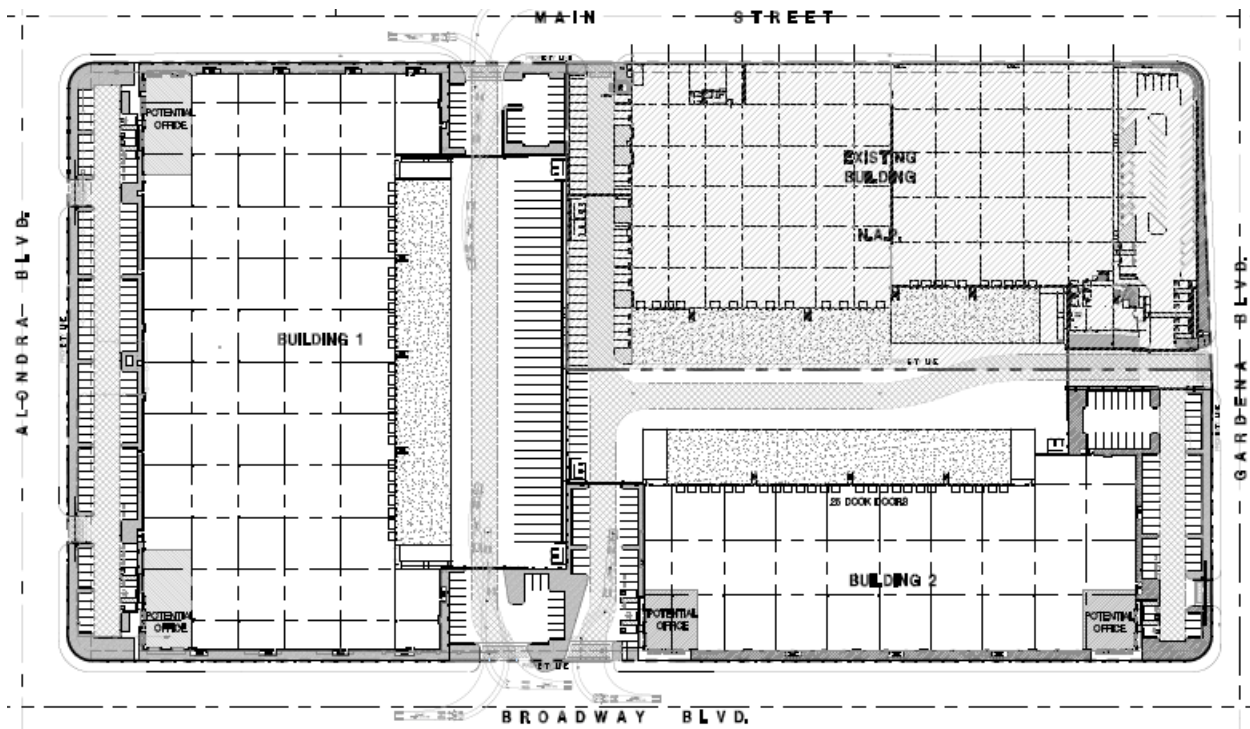 MAIN STREET
POTENTIAL
OFFICE
EXISTING
BUILDING
N.A.P.
ALONDRA BLVD.
BUILDING 1
GARDENA BLVD.
25 DOCK DOORS
BUILDING 2
POTENTIAL
OFFICE
POTENTIAL
OFFICE
POTENTIAL
OFFICE
BROADWAY BLVD.